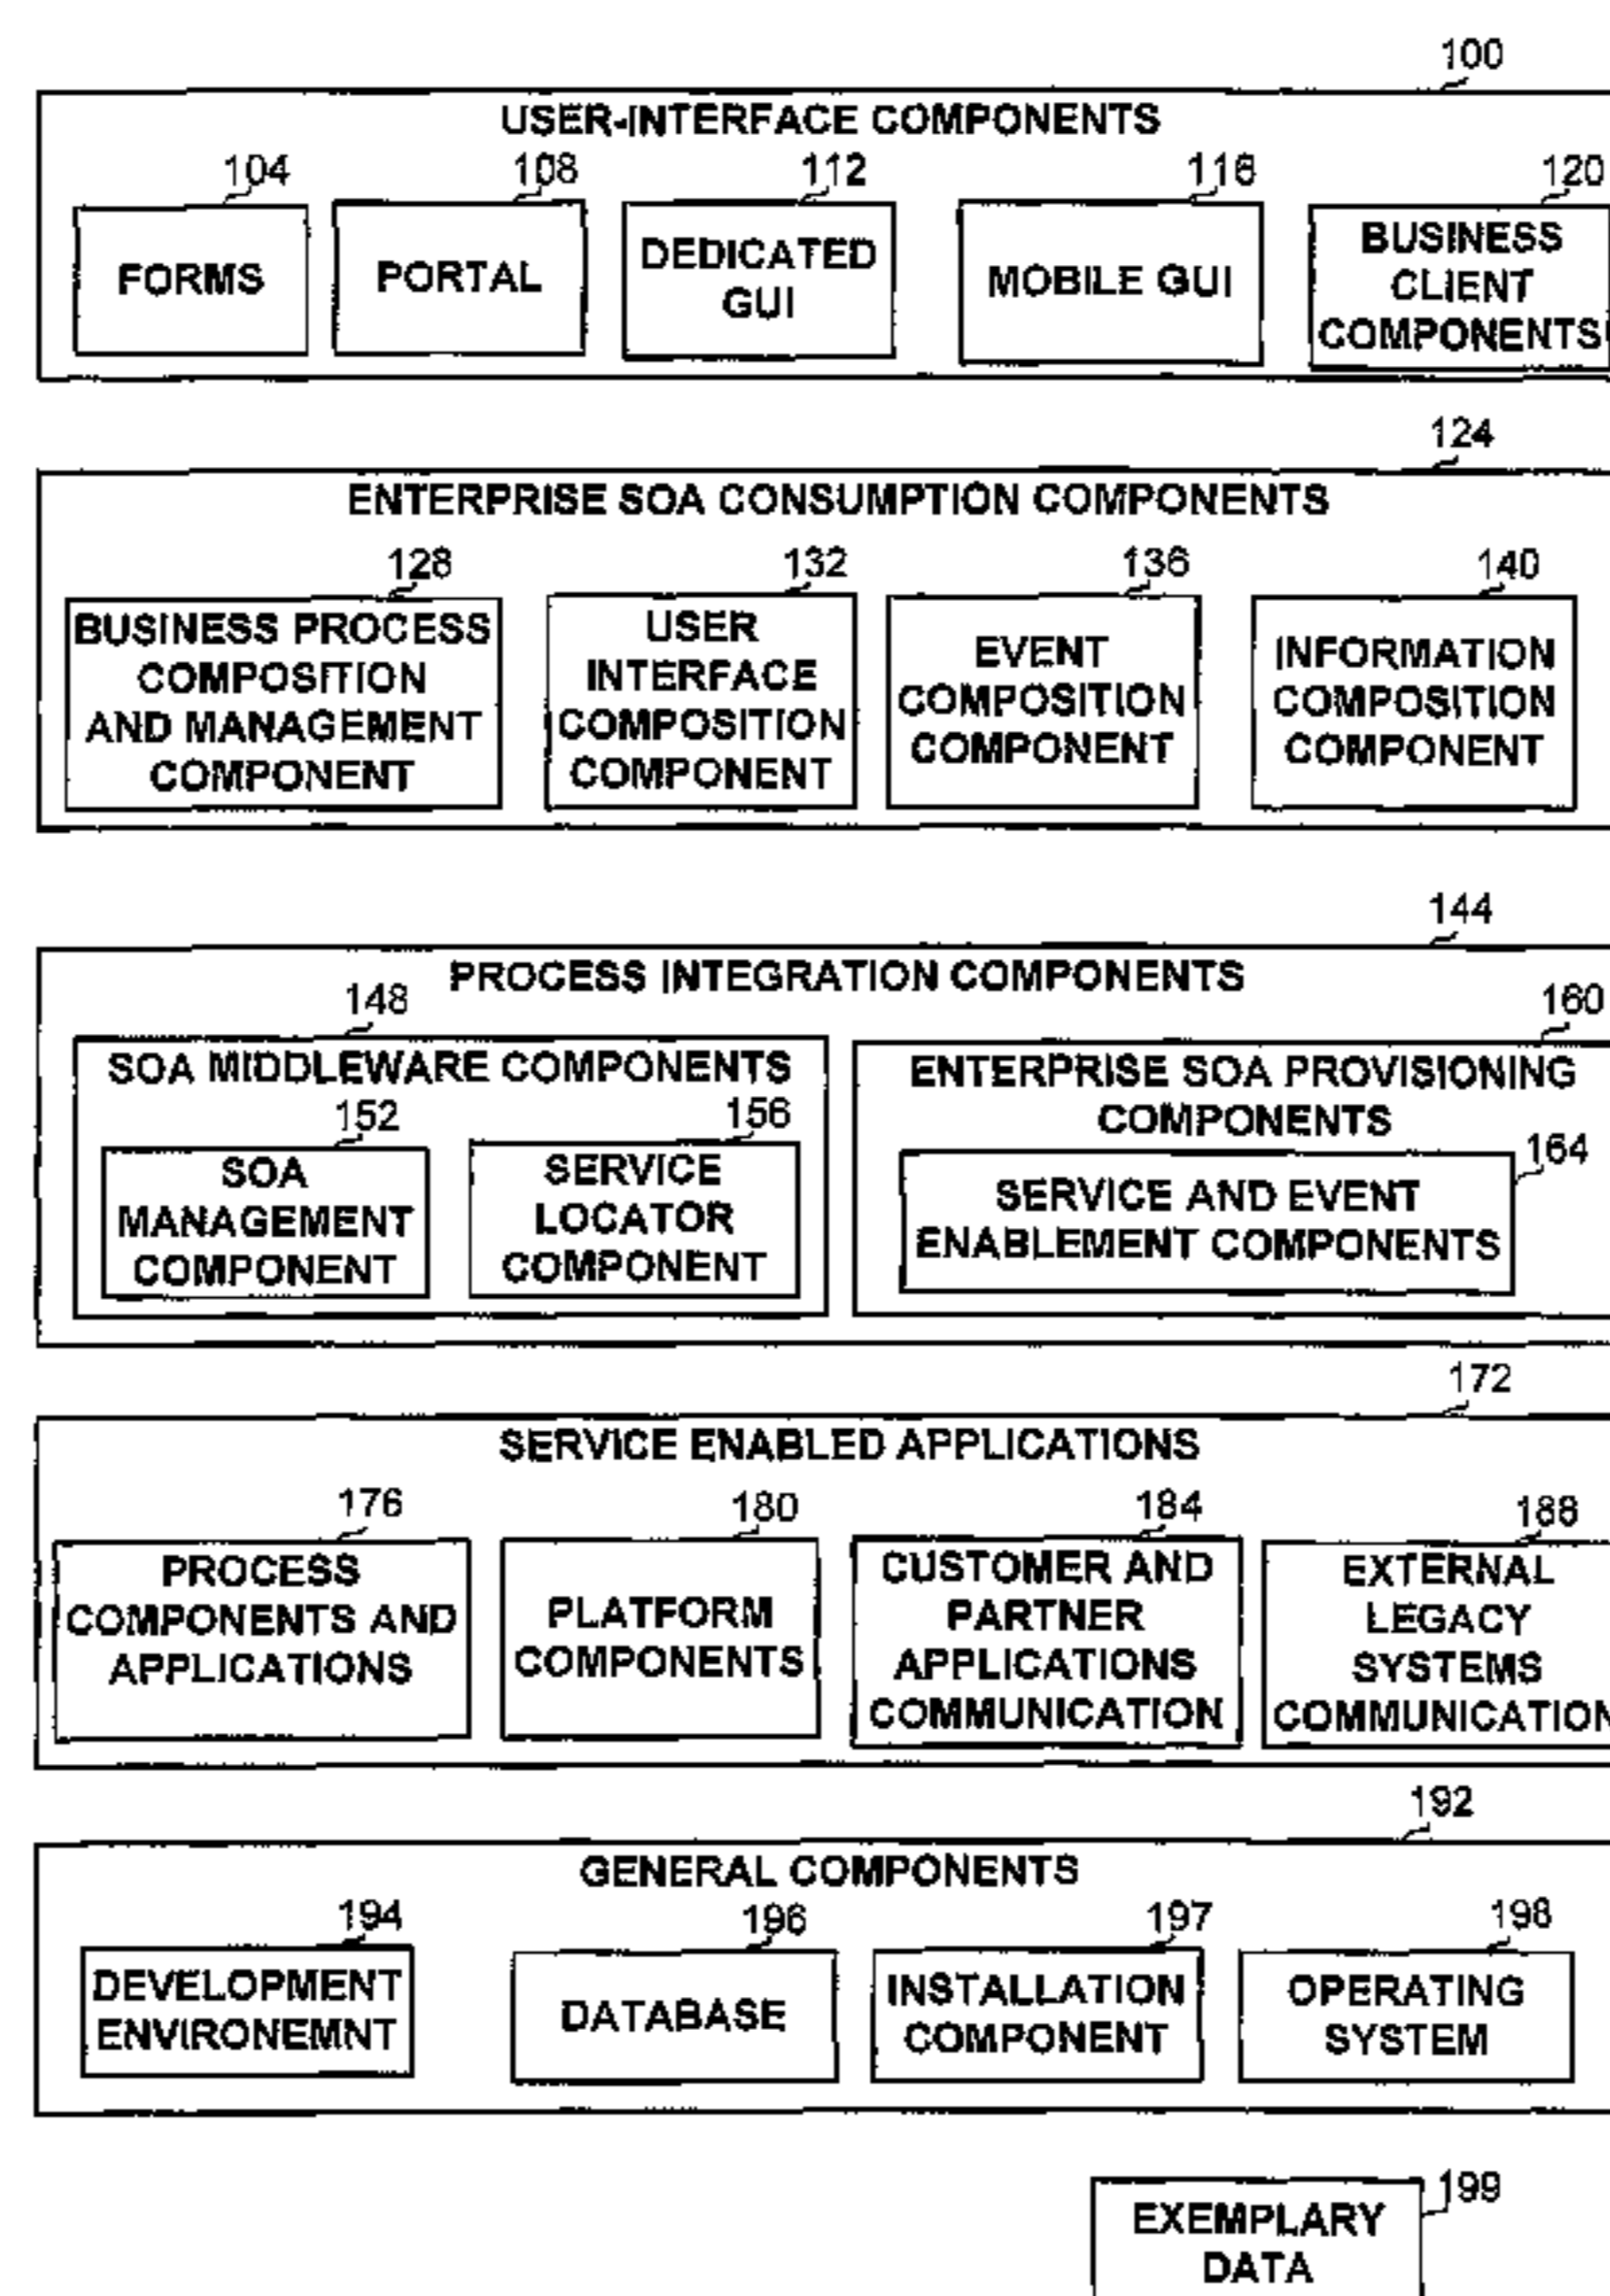 100
USER-INTERFACE COMPONENTS
104
108
112
116
120
FORMS
PORTAL
DEDICATED
GUI
MOBILE GUI
BUSINESS
CLIENT
COMPONENTS
124
ENTERPRISE SOA CONSUMPTION COMPONENTS
128
132
136
140
BUSINESS PROCESS
COMPOSITION
AND MANAGEMENT
COMPONENT
USER
INTERFACE
COMPOSITION
COMPONENT
EVENT
COMPOSITION
COMPONENT
INFORMATION
COMPOSITION
COMPONENT
144
PROCESS INTEGRATION COMPONENTS
148
160
SOA MIDDLEWARE COMPONENTS
152
156
SOA
MANAGEMENT
COMPONENT
SERVICE
LOCATOR
COMPONENT
ENTERPRISE SOA PROVISIONING
COMPONENTS
164
SERVICE AND EVENT
ENABLEMENT COMPONENTS
172
SERVICE ENABLED APPLICATIONS
176
180
184
188
PROCESS
COMPONENTS AND
APPLICATIONS
PLATFORM
COMPONENTS
CUSTOMER AND
PARTNER
APPLICATIONS
COMMUNICATION
EXTERNAL
LEGACY
SYSTEMS
COMMUNICATION
192
GENERAL COMPONENTS
194
196
197
198
DEVELOPMENT
ENVIRONEMNT
DATABASE
INSTALLATION
COMPONENT
OPERATING
SYSTEM
199
EXEMPLARY
DATA